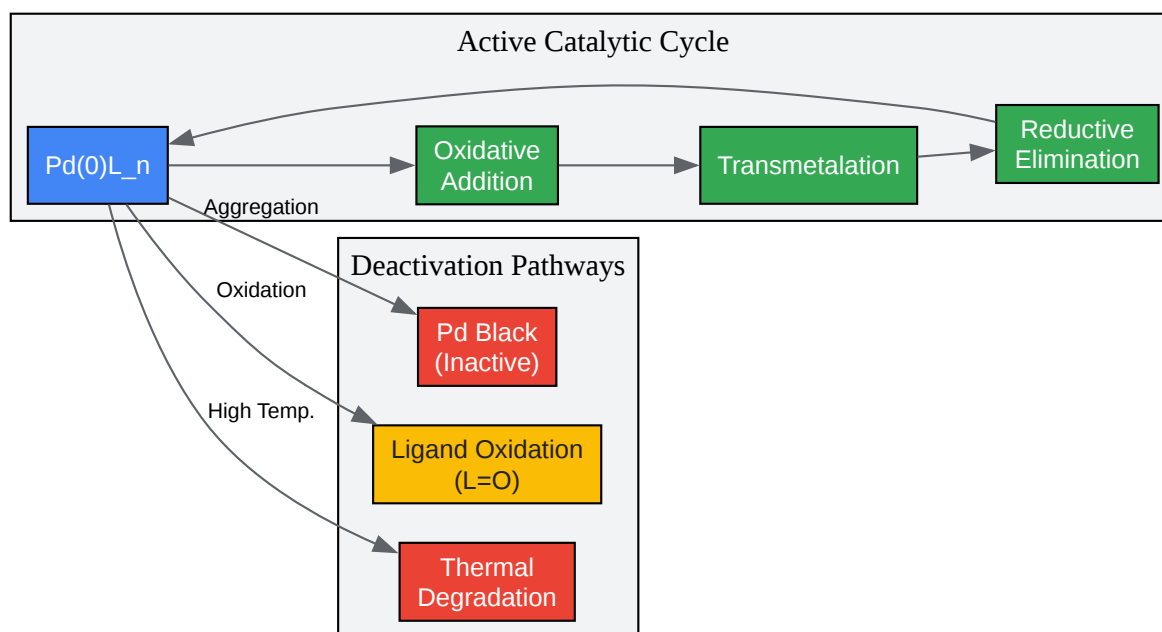 Active Catalytic Cycle
Pd(0)L_n
Oxidative
Addition
Transmetalation
Reductive
Elimination
Aggregation
Oxidation
High Temp.
Deactivation Pathways
Pd Black
(Inactive)
Ligand Oxidation
(L=O)
Thermal
Degradation